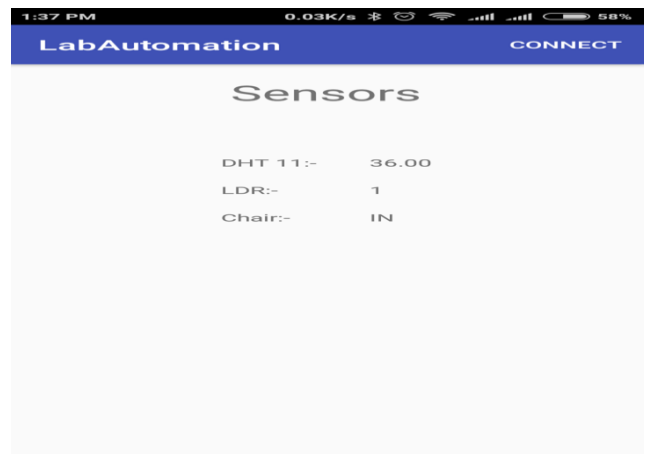 1:37 PM 0.03K/s 58%
LabAutomation CONNECT
Sensors
DHT 11:- 36.00
LDR:- 1
Chair:- IN